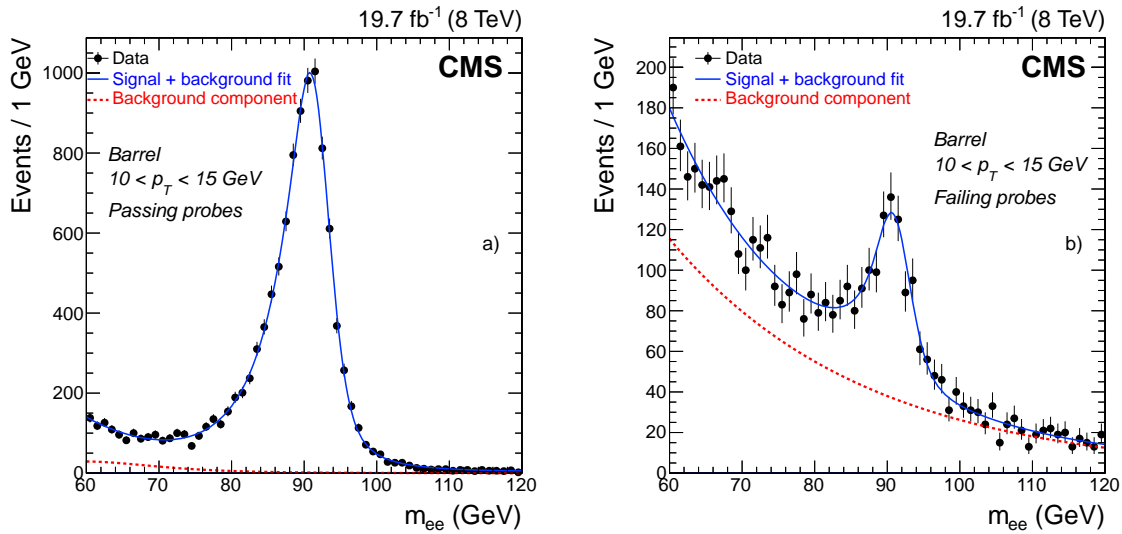 19.7 fb⁻¹ (8 TeV)
Events / 1 GeV
1000
800
600
400
200
0
Data
Signal + background fit
Background component
CMS
Barrel
10 < p_T < 15 GeV
Passing probes
a)
60 70 80 90 100 110 120
m_ee (GeV)
19.7 fb⁻¹ (8 TeV)
Events / 1 GeV
200
180
160
140
120
100
80
60
40
20
0
Data
Signal + background fit
Background component
CMS
Barrel
10 < p_T < 15 GeV
Failing probes
b)
60 70 80 90 100 110 120
m_ee (GeV)